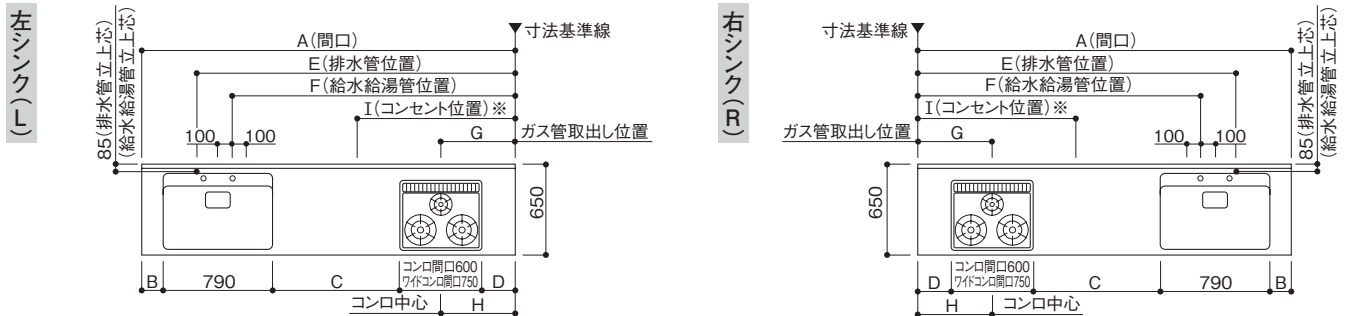 左シンク(L)
85(排水管立上芯)
(給水給湯管立上芯)
A(間口)
寸法基準線
E(排水管位置)
F(給水給湯管位置)
I(コンセント位置)※
100
100
G
ガス管取出し位置
650
B
790
C
コンロ間口600
ワイドコンロ間口750
D
コンロ中心
H
右シンク(R)
寸法基準線
A(間口)
E(排水管位置)
F(給水給湯管位置)
I(コンセント位置)※
ガス管取出し位置
G
100
100
85(排水管立上芯)
(給水給湯管立上芯)
650
D
コンロ間口600
ワイドコンロ間口750
C
790
B
H
コンロ中心